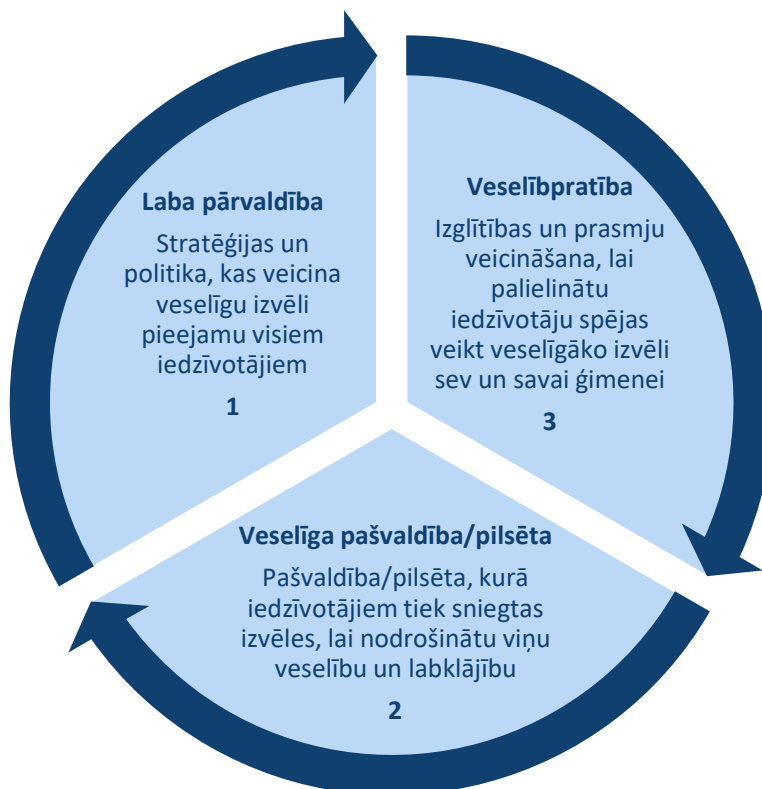 Laba pārvaldība
Stratēģijas un
politika, kas veicina
veselīgu izvēli
pieejamu visiem
iedzīvotājiem
1
Veselībpratība
Izglītības un prasmju
veicināšana, lai
palielinātu
iedzīvotāju spējas
veikt veselīgāko izvēli
sev un savai ģimenei
3
Veselīga pašvaldība/pilsēta
Pašvaldība/pilsēta, kurā
iedzīvotājiem tiek sniegtas
izvēles, lai nodrošinātu viņu
veselību un labklājību
2